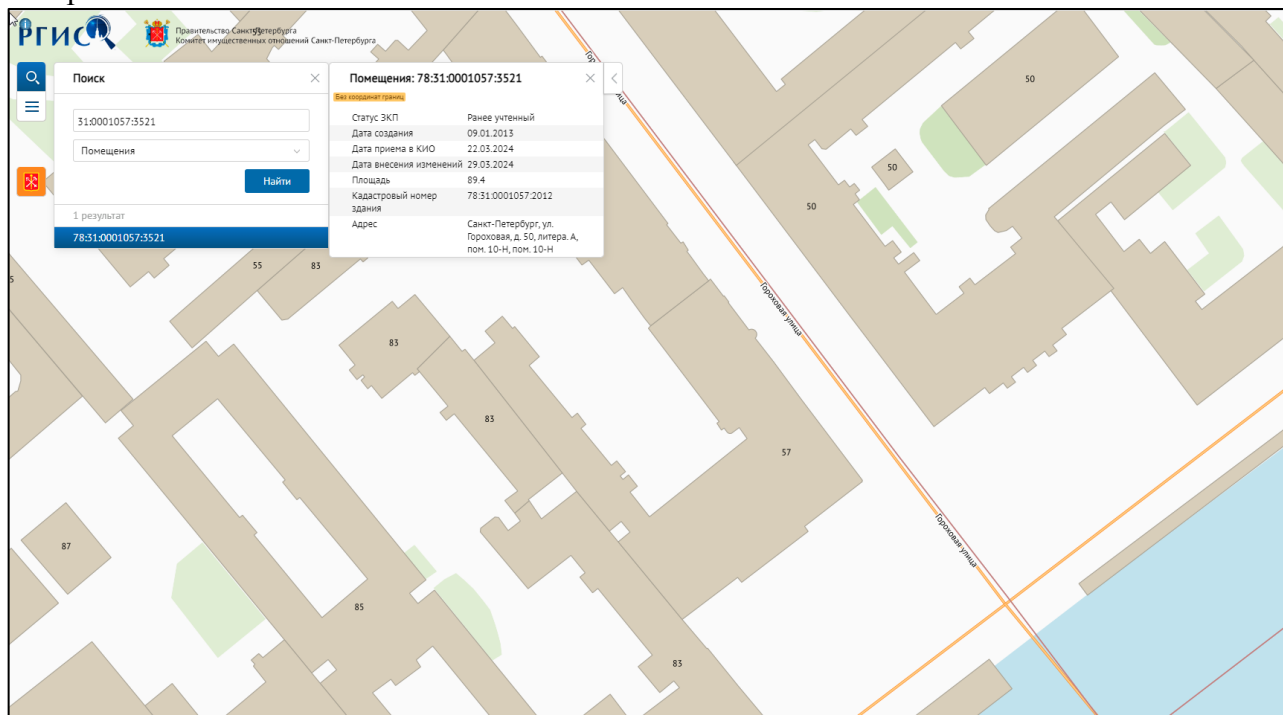 РГИС
Правительство Санкт-Петербурга
Комитет имущественных отношений Санкт-Петербурга
53
Поиск
31:0001057:3521
Помещения
Найти
1 результат
78:31:0001057:3521
Помещения: 78:31:0001057:3521
Без координат границ
Статус ЗКП Ранее учтенный
Дата создания 09.01.2013
Дата приема в КИО 22.03.2024
Дата внесения изменений 29.03.2024
Площадь 89.4
Кадастровый номер здания 78:31:0001057:2012
Адрес Санкт-Петербург, ул.
Гороховая, д. 50, литера. А,
пом. 10-Н, пом. 10-Н
50
50
50
55
83
83
83
57
87
85
83
Гороховая улица
Гороховая улица